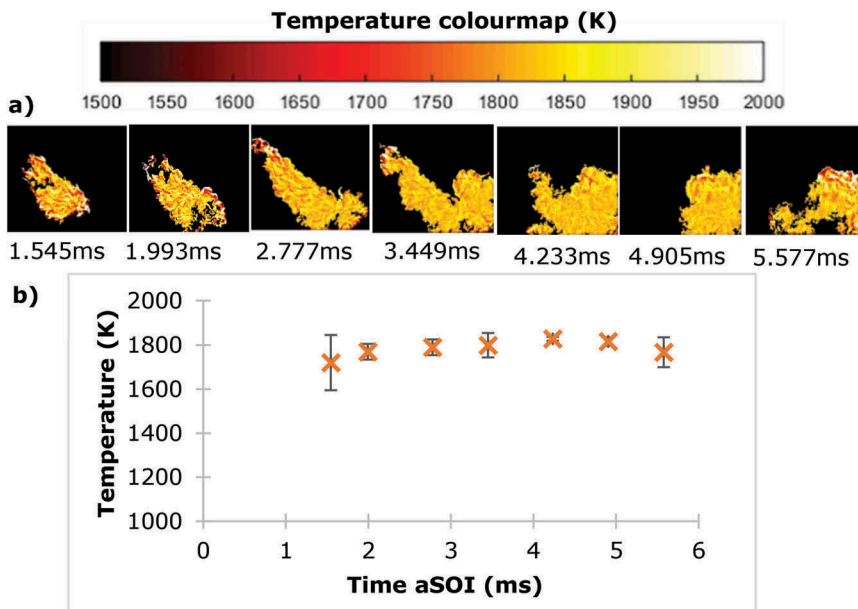 Temperature colourmap (K)
1500 1550 1600 1650 1700 1750 1800 1850 1900 1950 2000
a)
1.545ms 1.993ms 2.777ms 3.449ms 4.233ms 4.905ms 5.577ms
b)
2000
1800
1600
1400
1200
1000
Temperature (K)
0 1 2 3 4 5 6
Time aSOI (ms)